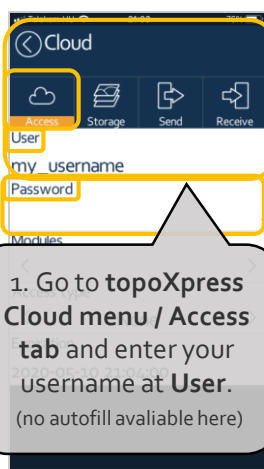 Cloud
Access Storage Send Receive
User
my_username
Password
Modules
1. Go to topoXpress
Cloud menu / Access
tab and enter your
username at User.
(no autofill avaliable here)